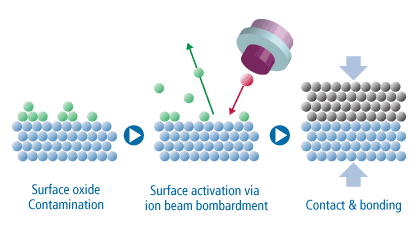 Surface oxide
Contamination
Surface activation via
ion beam bombardment
Contact & bonding